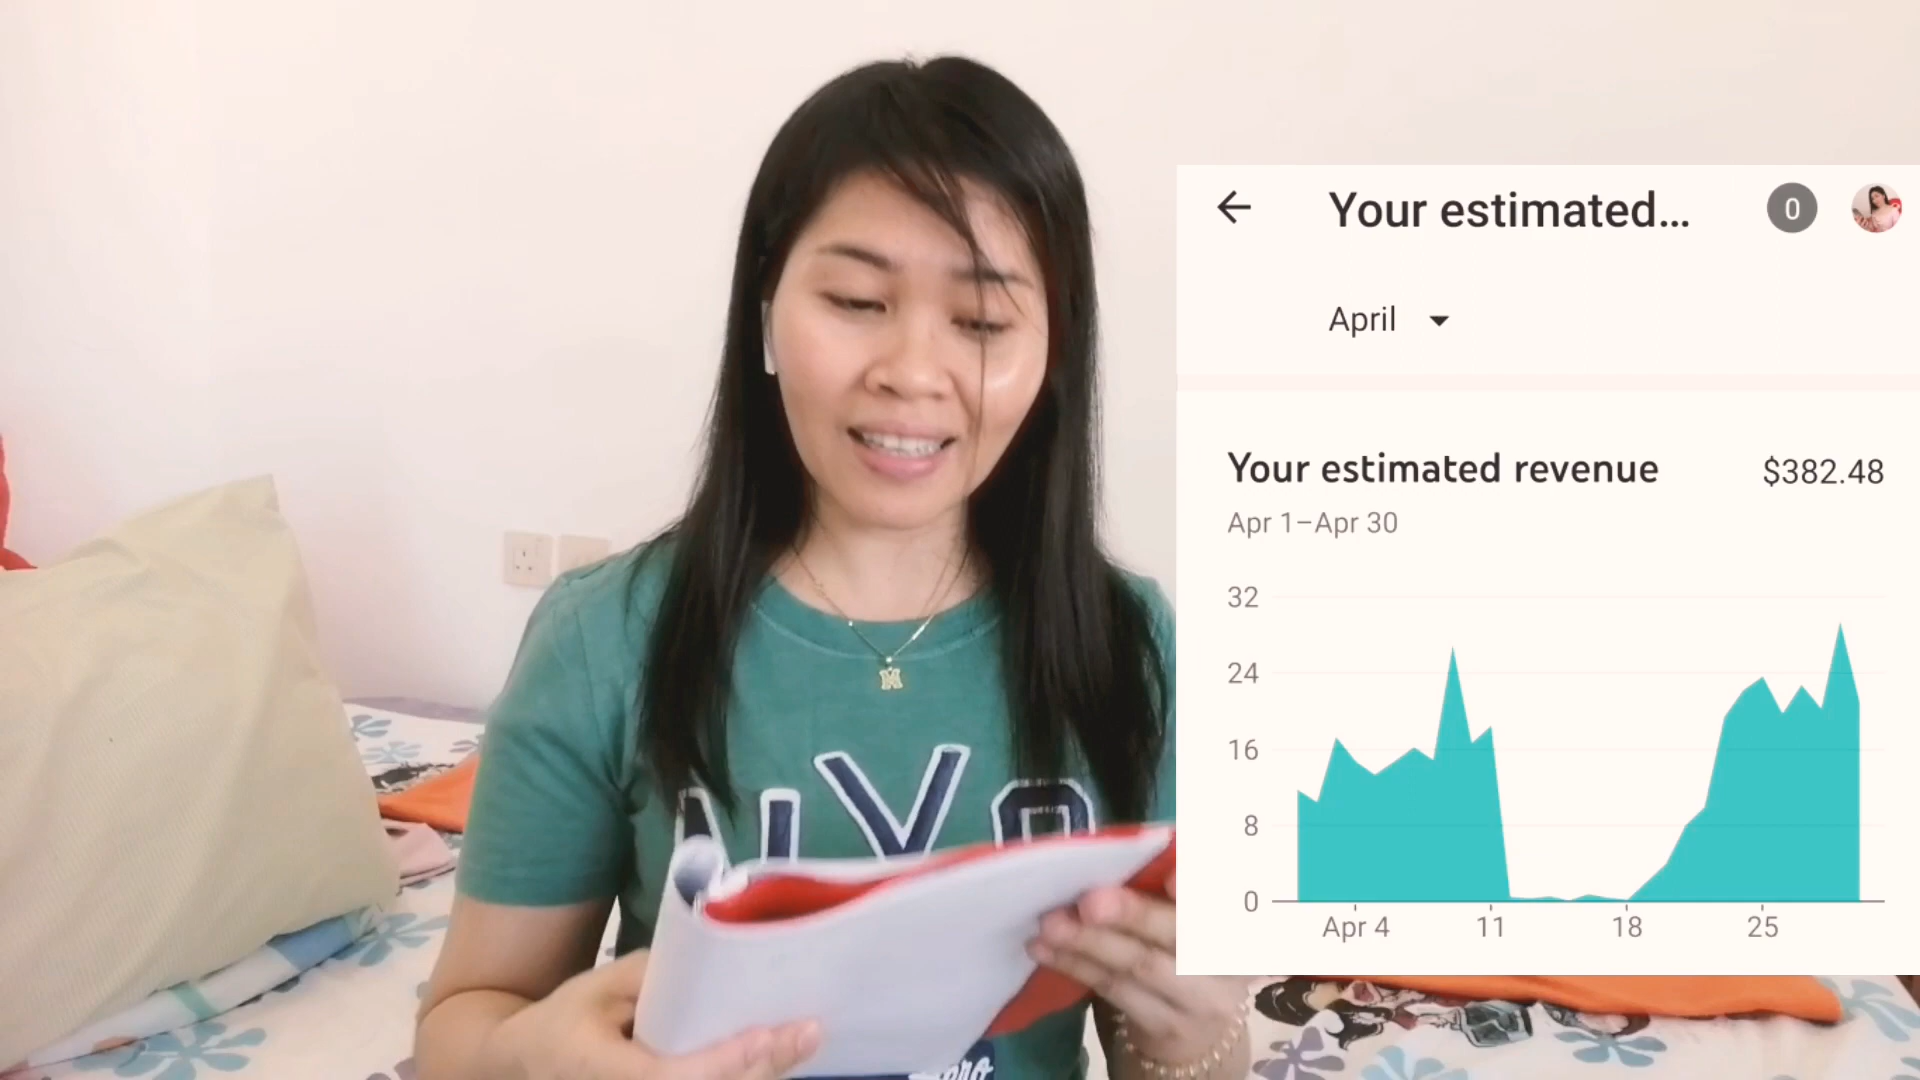 Your estimated...
0
April
Your estimated revenue
$382.48
Apr 1–Apr 30
32
24
16
8
0
Apr 4
11
18
25